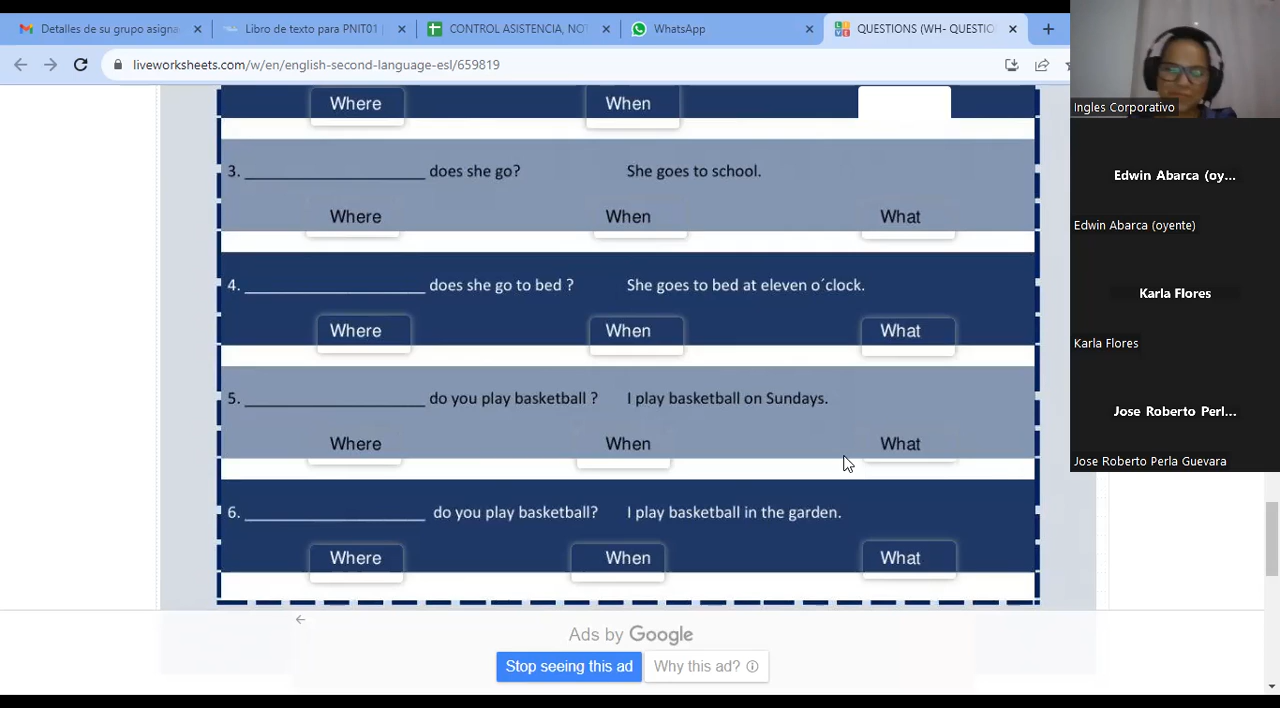 Detalles de su grupo asigna
Libro de texto para PNIT01
CONTROL ASISTENCIA, NO
WhatsApp
QUESTIONS (WH- QUESTIO
liveworksheets.com/w/en/english-second-language-esl/659819
Where When
3. ____________________ does she go? She goes to school.
Where When What
4. ____________________ does she go to bed ? She goes to bed at eleven o´clock.
Where When What
5. ____________________ do you play basketball ? I play basketball on Sundays.
Where When What
6. ____________________ do you play basketball? I play basketball in the garden.
Where When What
Ads by Google
Stop seeing this ad
Why this ad?
Ingles Corporativo
Edwin Abarca (oy...
Edwin Abarca (oyente)
Karla Flores
Karla Flores
Jose Roberto Perl...
Jose Roberto Perla Guevara